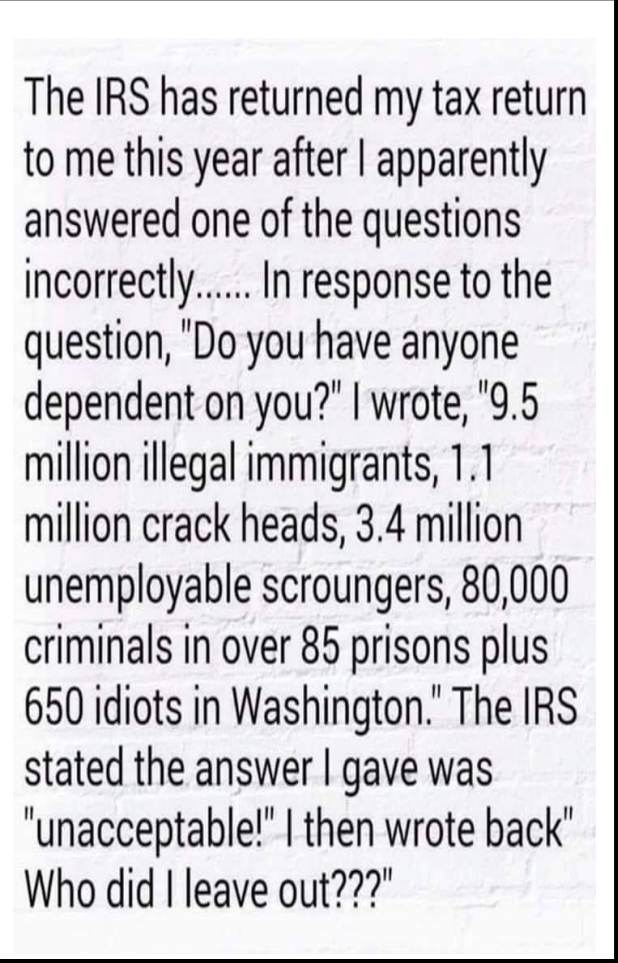 The IRS has returned my tax return
to me this year after I apparently
answered one of the questions
incorrectly...... In response to the
question, "Do you have anyone
dependent on you?" I wrote, "9.5
million illegal immigrants, 1.1
million crack heads, 3.4 million
unemployable scroungers, 80,000
criminals in over 85 prisons plus
650 idiots in Washington." The IRS
stated the answer I gave was
"unacceptable!" I then wrote back"
Who did I leave out???"